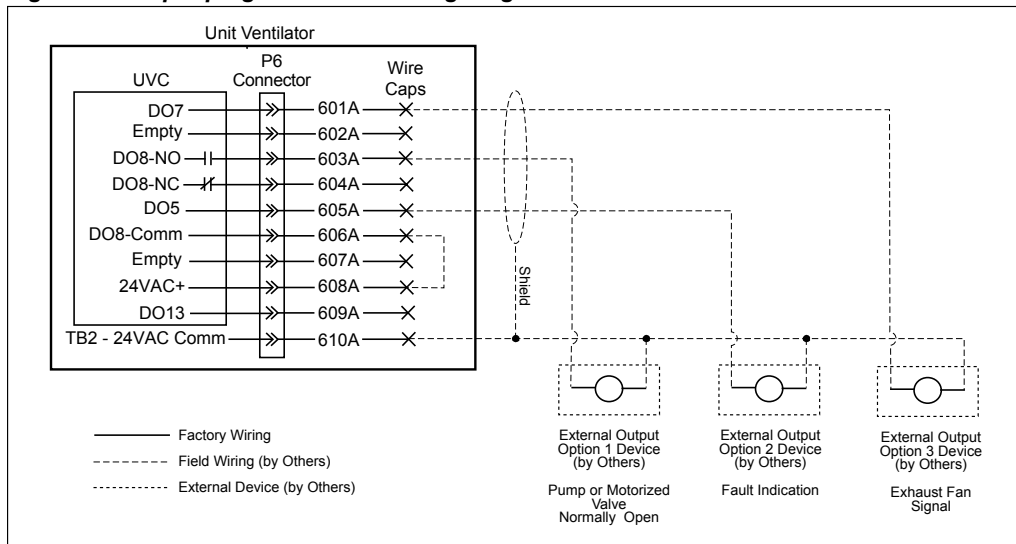 Unit Ventilator
P6
Connector
Wire
Caps
UVC
DO7
601A
Empty
602A
DO8-NO
603A
DO8-NC
604A
DO5
605A
DO8-Comm
606A
Empty
607A
24VAC+
608A
DO13
609A
TB2 - 24VAC Comm
610A
Shield
Factory Wiring
Field Wiring (by Others)
External Device (by Others)
External Output
Option 1 Device
(by Others)
Pump or Motorized
Valve
Normally Open
External Output
Option 2 Device
(by Others)
Fault Indication
External Output
Option 3 Device
(by Others)
Exhaust Fan
Signal